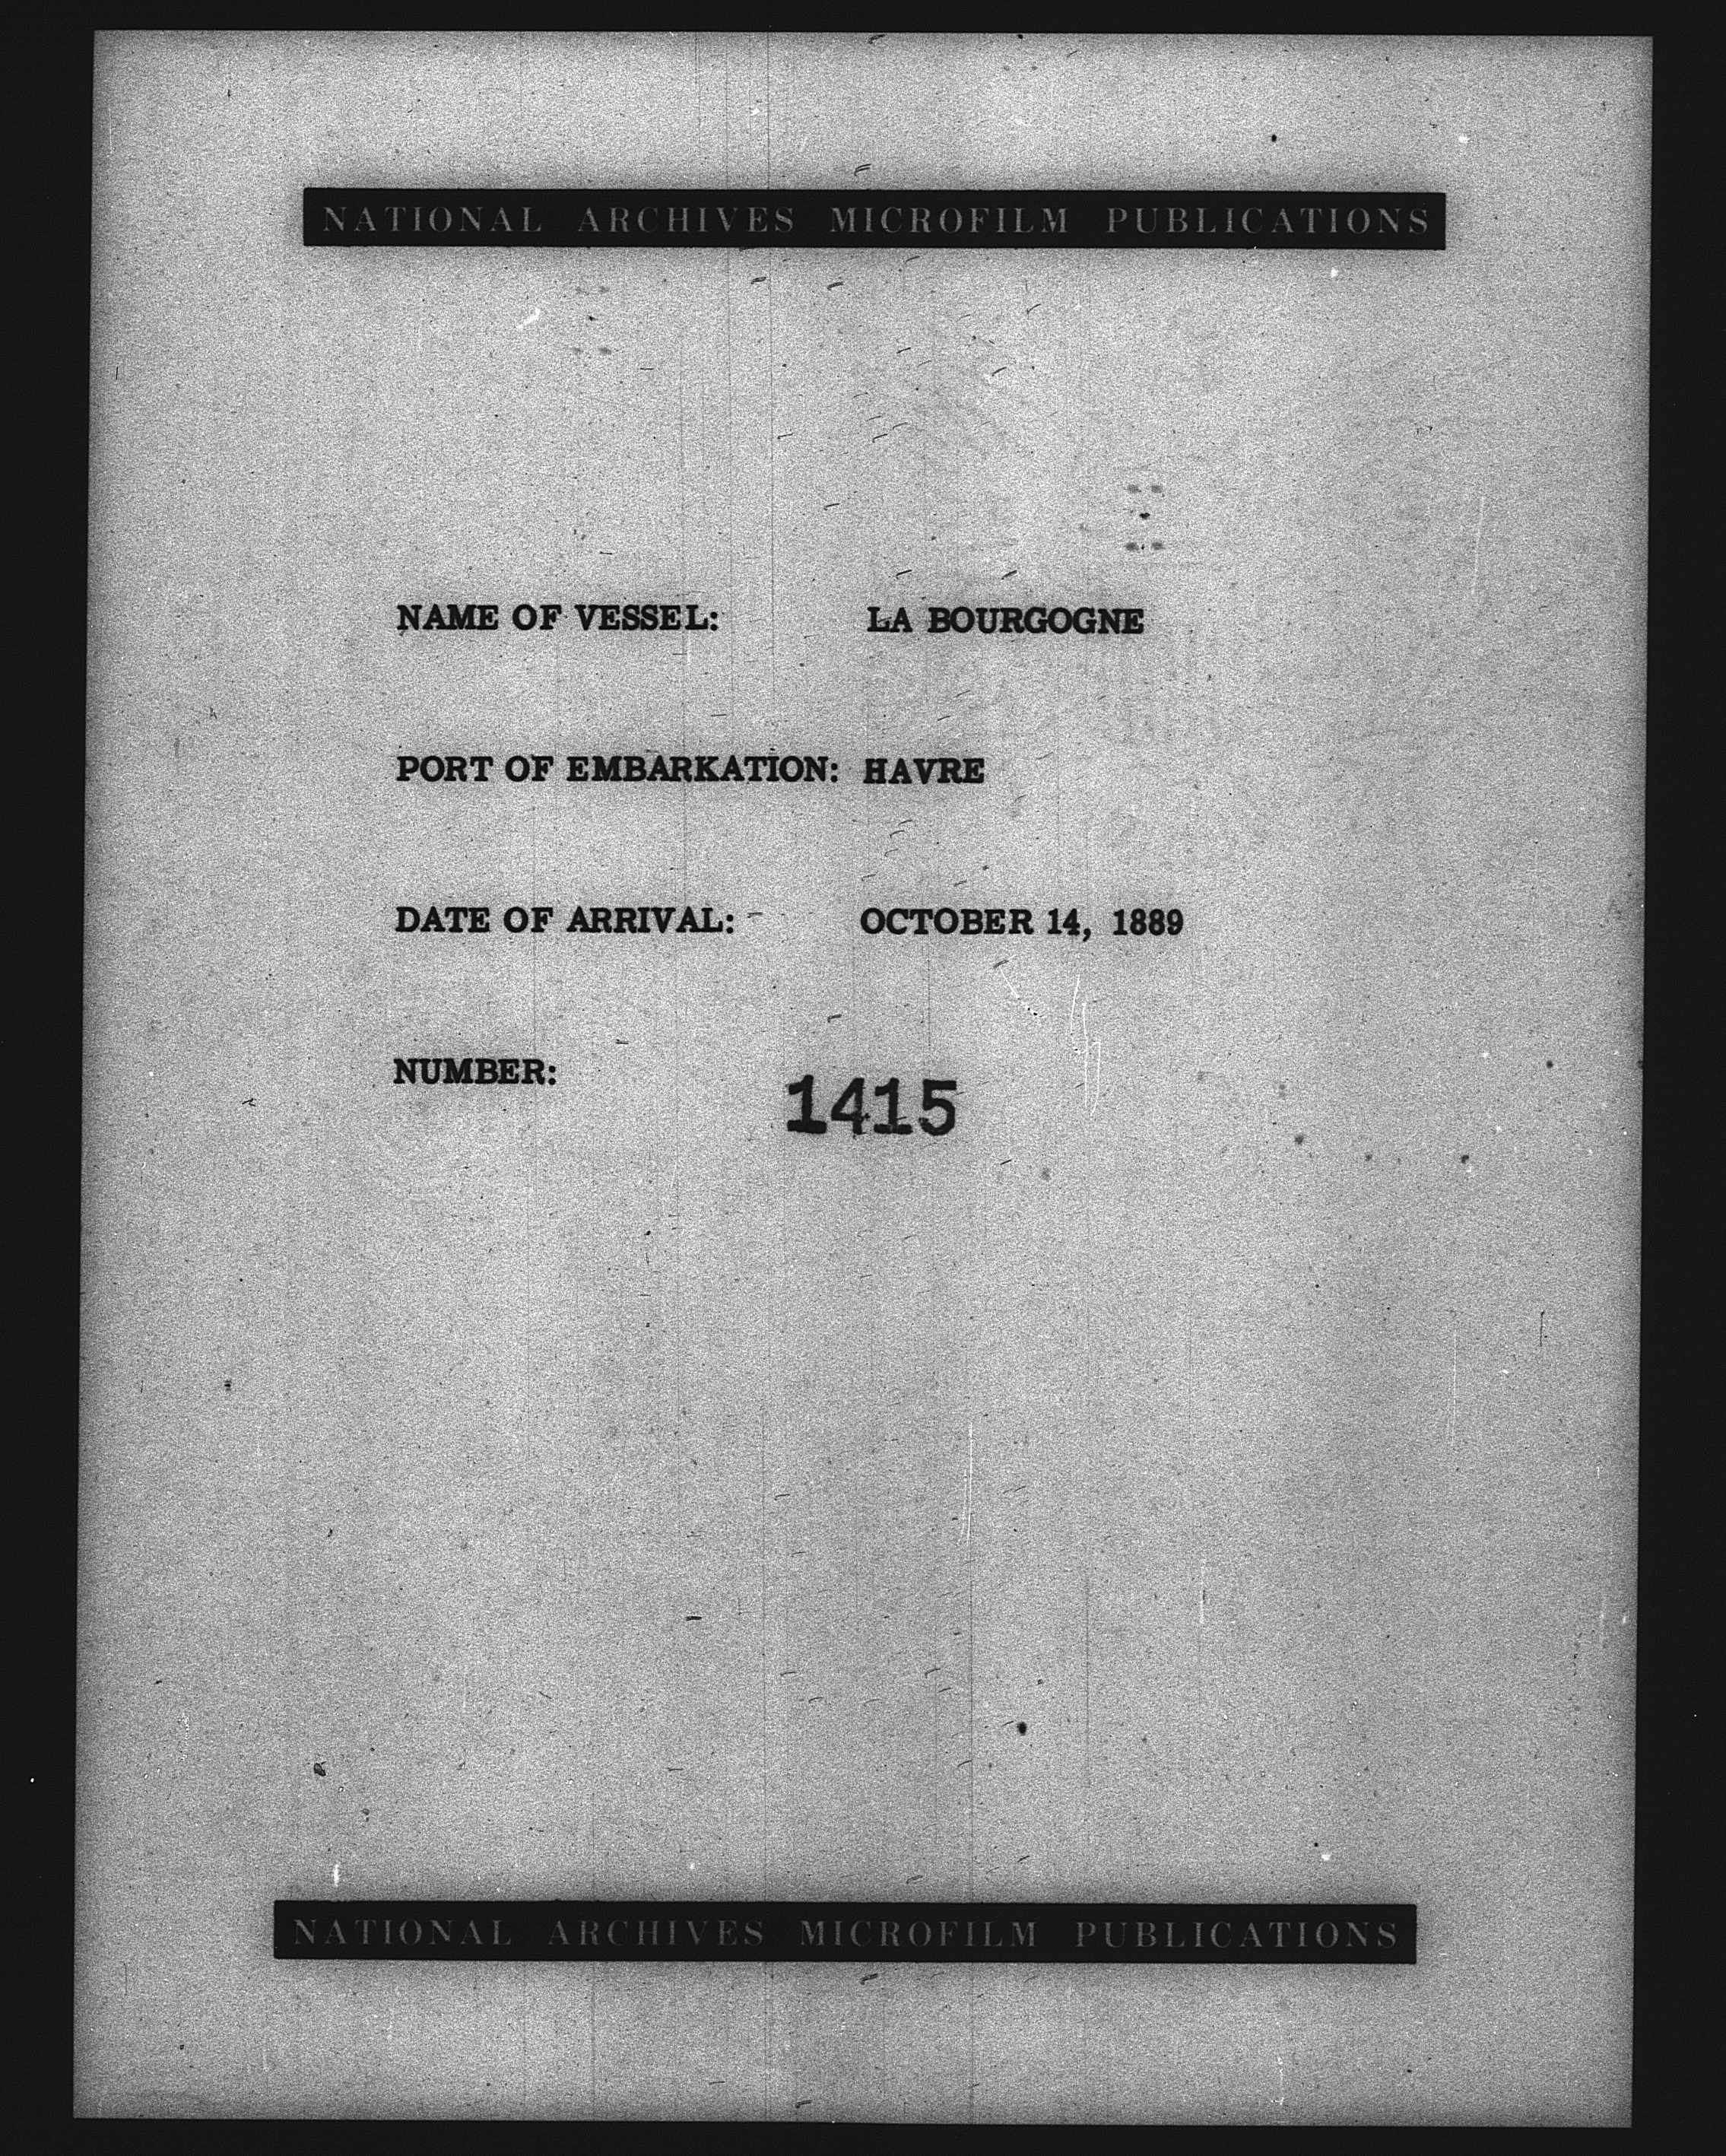 NATIONAL ARCHIVES MICROFILM PUBLICATIONS
NAME OF VESSEL: LA BOURGOGNE
PORT OF EMBARKATION: HAVRE
DATE OF ARRIVAL: OCTOBER 14, 1889
NUMBER: 1415
NATIONAL ARCHIVES MICROFILM PUBLICATIONS